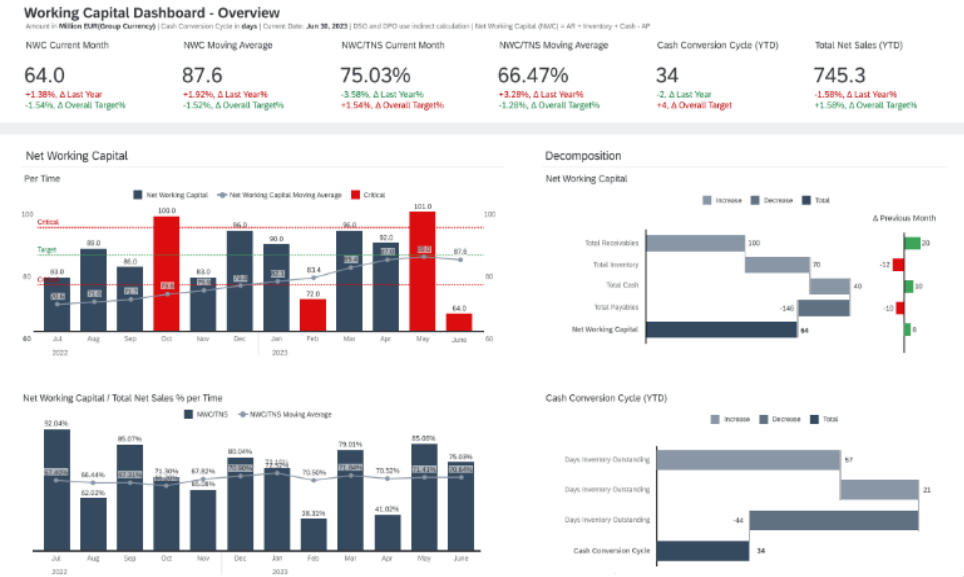 Working Capital Dashboard - Overview
Amount in Million EUR(Group Currency) | Cash Conversion Cycle in days | Current Date: Jun 30, 2023 | DSO and DPO use indirect calculation | Net Working Capital (NWC) = AR + Inventory + Cash - AP
NWC Current Month
NWC Moving Average
NWC/TNS Current Month
NWC/TNS Moving Average
Cash Conversion Cycle (YTD)
Total Net Sales (YTD)
64.0
87.6
75.03%
66.47%
34
745.3
+1.38%, Δ Last Year
+1.92%, Δ Last Year%
-3.58%, Δ Last Year%
+3.28%, Δ Last Year%
-2, Δ Last Year
-1.58%, Δ Last Year%
-1.54%, Δ Overall Target%
-1.52%, Δ Overall Target%
+1.54%, Δ Overall Target%
-1.28%, Δ Overall Target%
+4, Δ Overall Target
+1.58%, Δ Overall Target%
Net Working Capital
Per Time
Net Working Capital
Net Working Capital Moving Average
Critical
100
Critical
Target
80
60
83.0
89.0
86.0
100.0
83.0
96.0
90.0
72.0
96.0
92.0
101.0
64.0
83.4
87.6
100
80
60
Jul Aug Sep Oct Nov Dec Jan Feb Mar Apr May June
2022 2023
Decomposition
Net Working Capital
Increase Decrease Total
Δ Previous Month
Total Receivables 100 20
Total Inventory 70 -12
Total Cash 40 10
Total Payables -146 -10
Net Working Capital 64 8
Net Working Capital / Total Net Sales % per Time
NWC/TNS NWC/TNS Moving Average
92.04%
66.44%
62.02%
85.07%
71.30%
67.82%
80.04%
70.50%
38.31%
79.01%
70.52%
41.02%
85.08%
75.03%
Jul Aug Sep Oct Nov Dec Jan Feb Mar Apr May June
2022 2023
Cash Conversion Cycle (YTD)
Increase Decrease Total
Days Inventory Outstanding 57
Days Inventory Outstanding 21
Days Inventory Outstanding -44
Cash Conversion Cycle 34